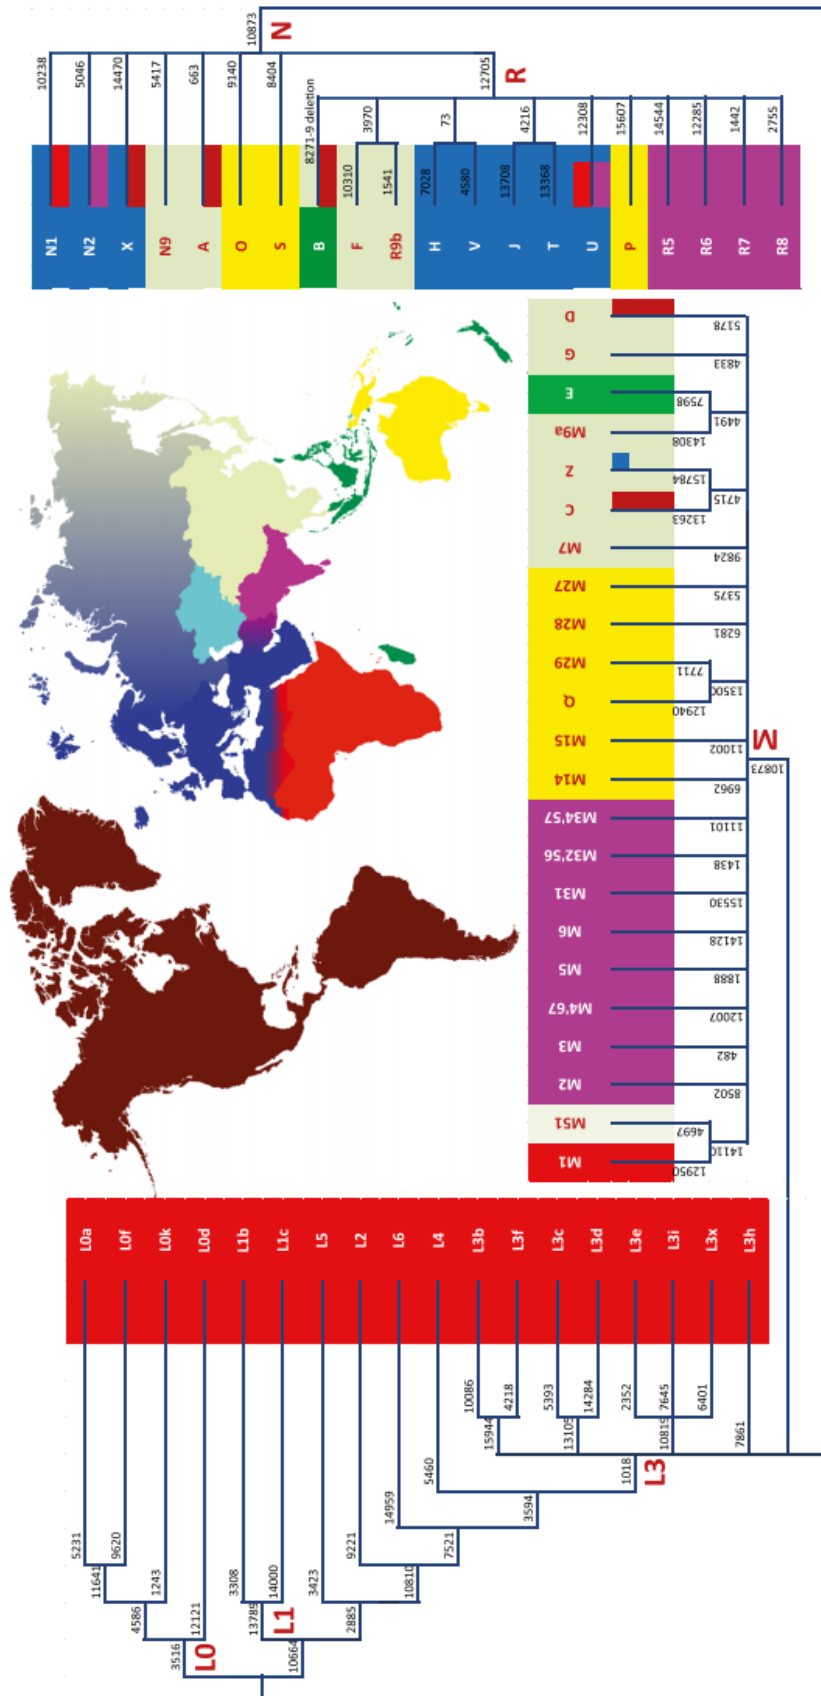 10873
N
10238
5046
14470
5417
663
9140
8404
12705
R
8271-9 deletion
3970
73
4216
12308
15607
14544
12285
1442
2755
10310
1541
7028
4580
13708
13368
N1
N2
X
N9
A
O
S
B
F
R9b
H
V
J
T
U
P
R5
R6
R7
R8
D
5178
G
4833
E
7598
4491
M9a
14308
Z
15784
4715
C
13263
M7
9824
M27
5375
M28
6281
M29
7711
13500
Q
12940
M15
11002
M
10873
M14
6962
M34'57
11101
M32'56
1438
M31
15530
M6
14128
M5
1888
M4'67
12007
M3
482
M2
8502
M51
4697
14110
M1
12950
L0a
L0f
L0k
L0d
L1b
L1c
L5
L2
L6
L4
L3b
L3f
L3c
L3d
L3e
L3i
L3x
L3h
10086
4218
5393
14284
2352
7645
6401
15944
13105
10819
7861
5460
1018
L3
14959
3594
5231
9620
9221
7521
11641
1243
3308
14000
3423
10810
4586
12121
13789
L1
2885
3516
L0
10664